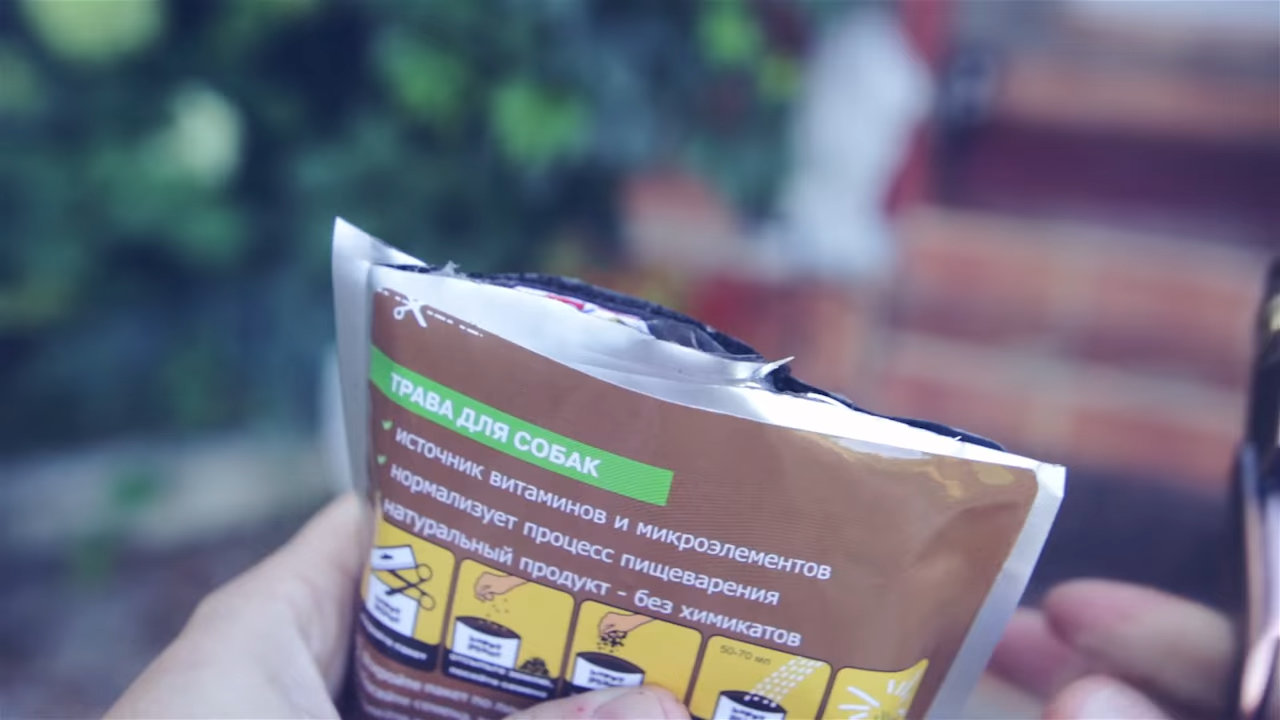 ТРАВА ДЛЯ СОБАК
источник витаминов и микроэлементов
нормализует процесс пищеварения
натуральный продукт - без химикатов
50-70 мл